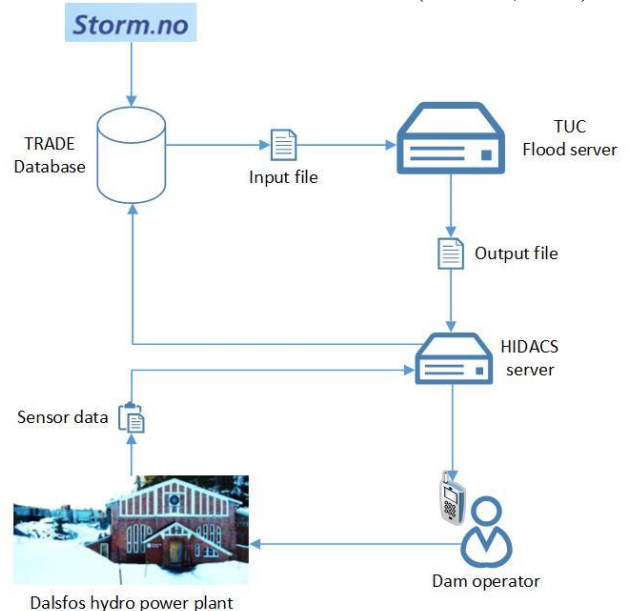 Storm.no
TRADE
Database
Input file
TUC
Flood server
Output file
HIDACS
server
Sensor data
Dam operator
Dalsfos hydro power plant